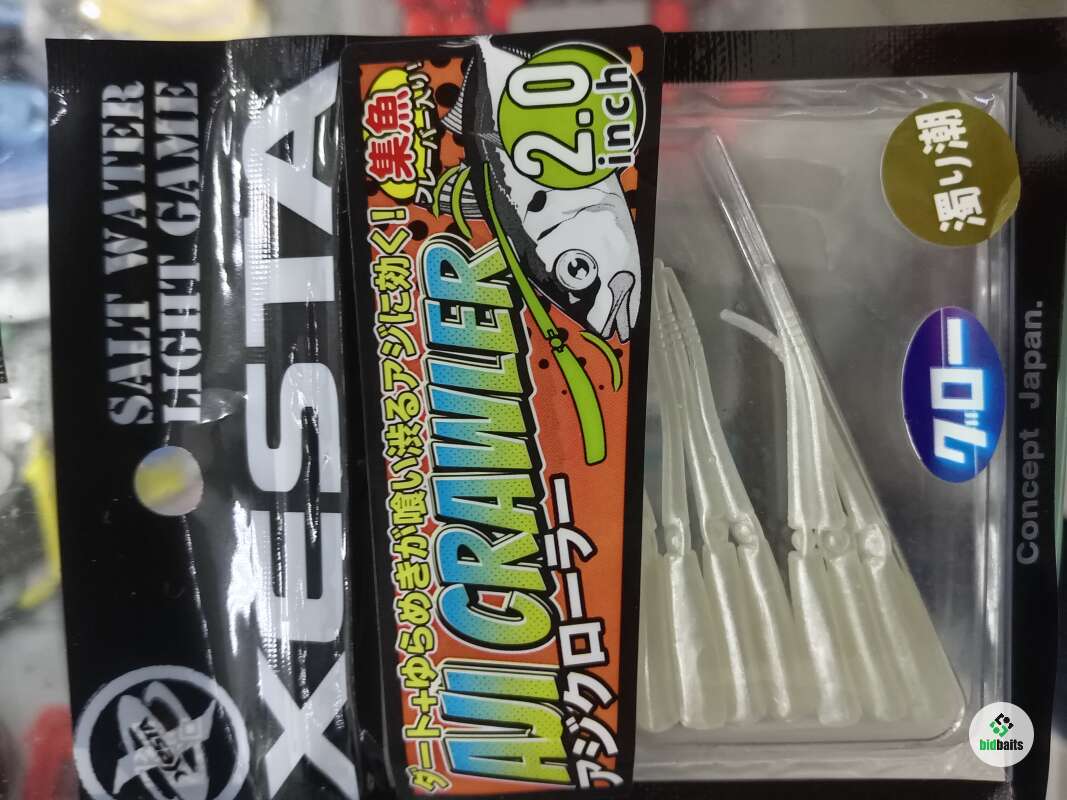 SALT WATER
LIGHT GAME
XESTA
ダート+ゆらめきが喰い渋るアジに効く!
集魚
フレーバー入り!
AJI CRAWLER
アジクローラー
2.0
inch
濁り潮
グロー
Concept Japan.
XESTA
bidbaits